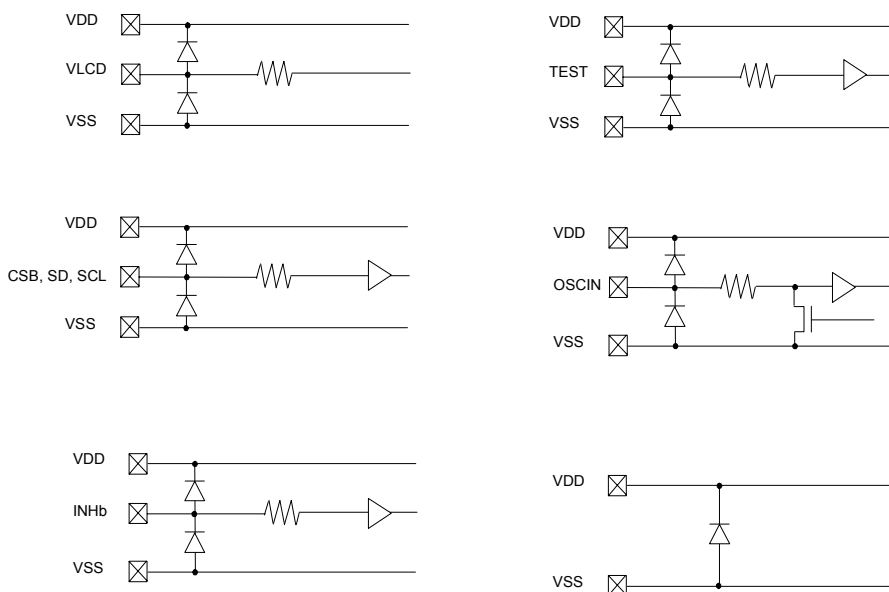 VDD
VLCD
VSS
VDD
TEST
VSS
VDD
CSB, SD, SCL
VSS
VDD
OSCIN
VSS
VDD
INHb
VSS
VDD
VSS